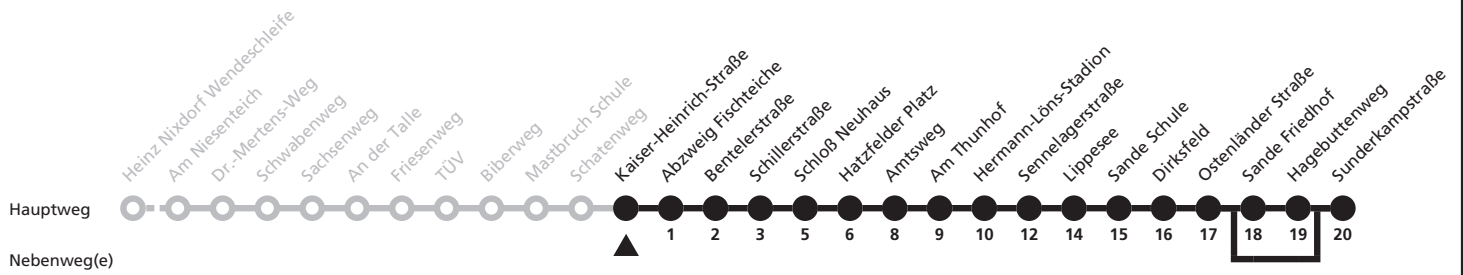 Heinz Nixdorf Wendeschleife
Am Niesenteich
Dr.-Mertens-Weg
Schwabenweg
Sachsenweg
An der Talle
Friesenweg
TÜV
Biberweg
Mastbruch Schule
Schatenweg
Kaiser-Heinrich-Straße
Abzweig Fischteiche
Bentelerstraße
Schillerstraße
Schloß Neuhaus
Hatzfelder Platz
Amtsweg
Am Thunhof
Hermann-Löns-Stadion
Sennelagerstraße
Lippesee
Sande Schule
Dirksfeld
Ostenländer Straße
Sande Friedhof
Hagebuttenweg
Sunderkampstraße
Hauptweg
1 2 3 5 6 8 9 10 12 14 15 16 17 18 19 20
Nebenweg(e)